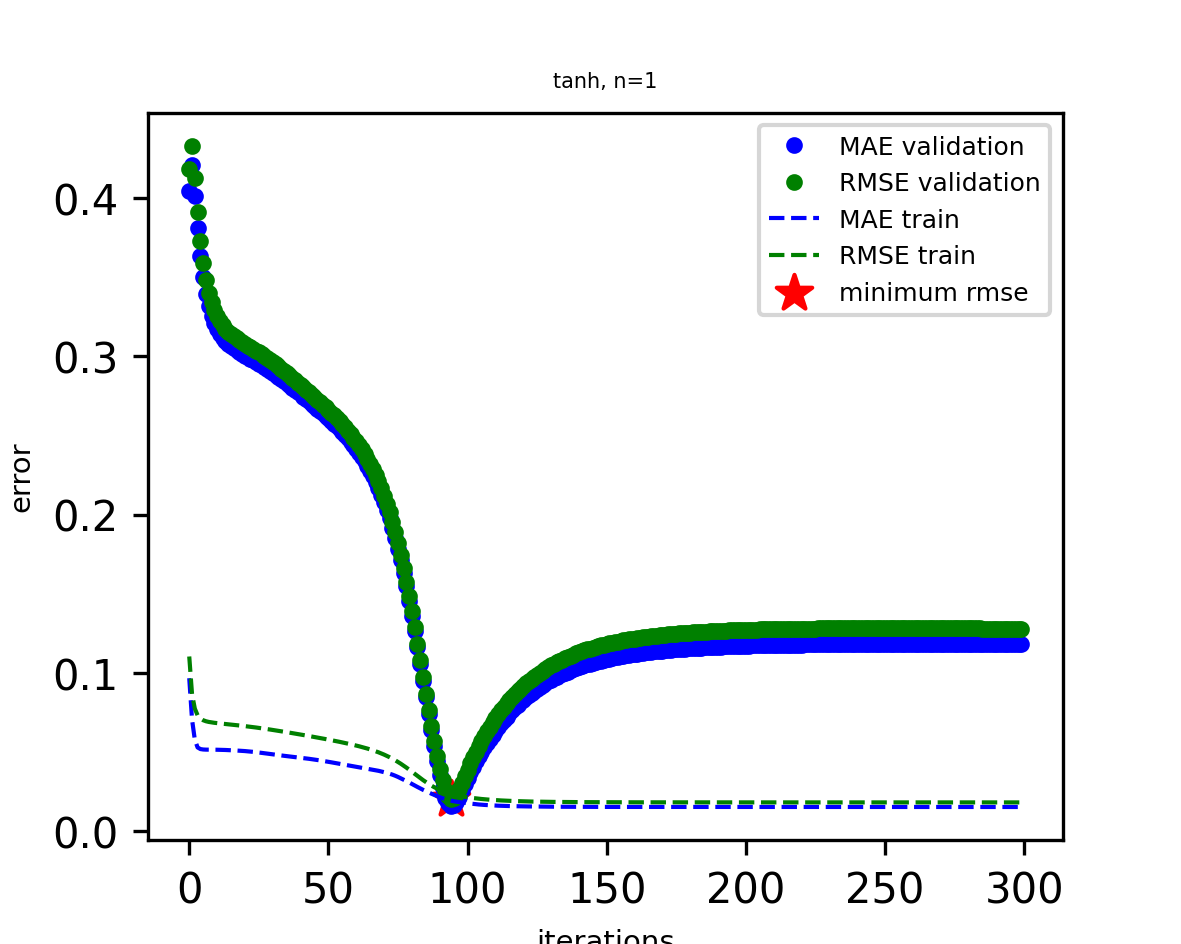 tanh, n=1
MAE validation
RMSE validation
MAE train
RMSE train
minimum rmse
error
0.4
0.3
0.2
0.1
0.0
0 50 100 150 200 250 300
iterations